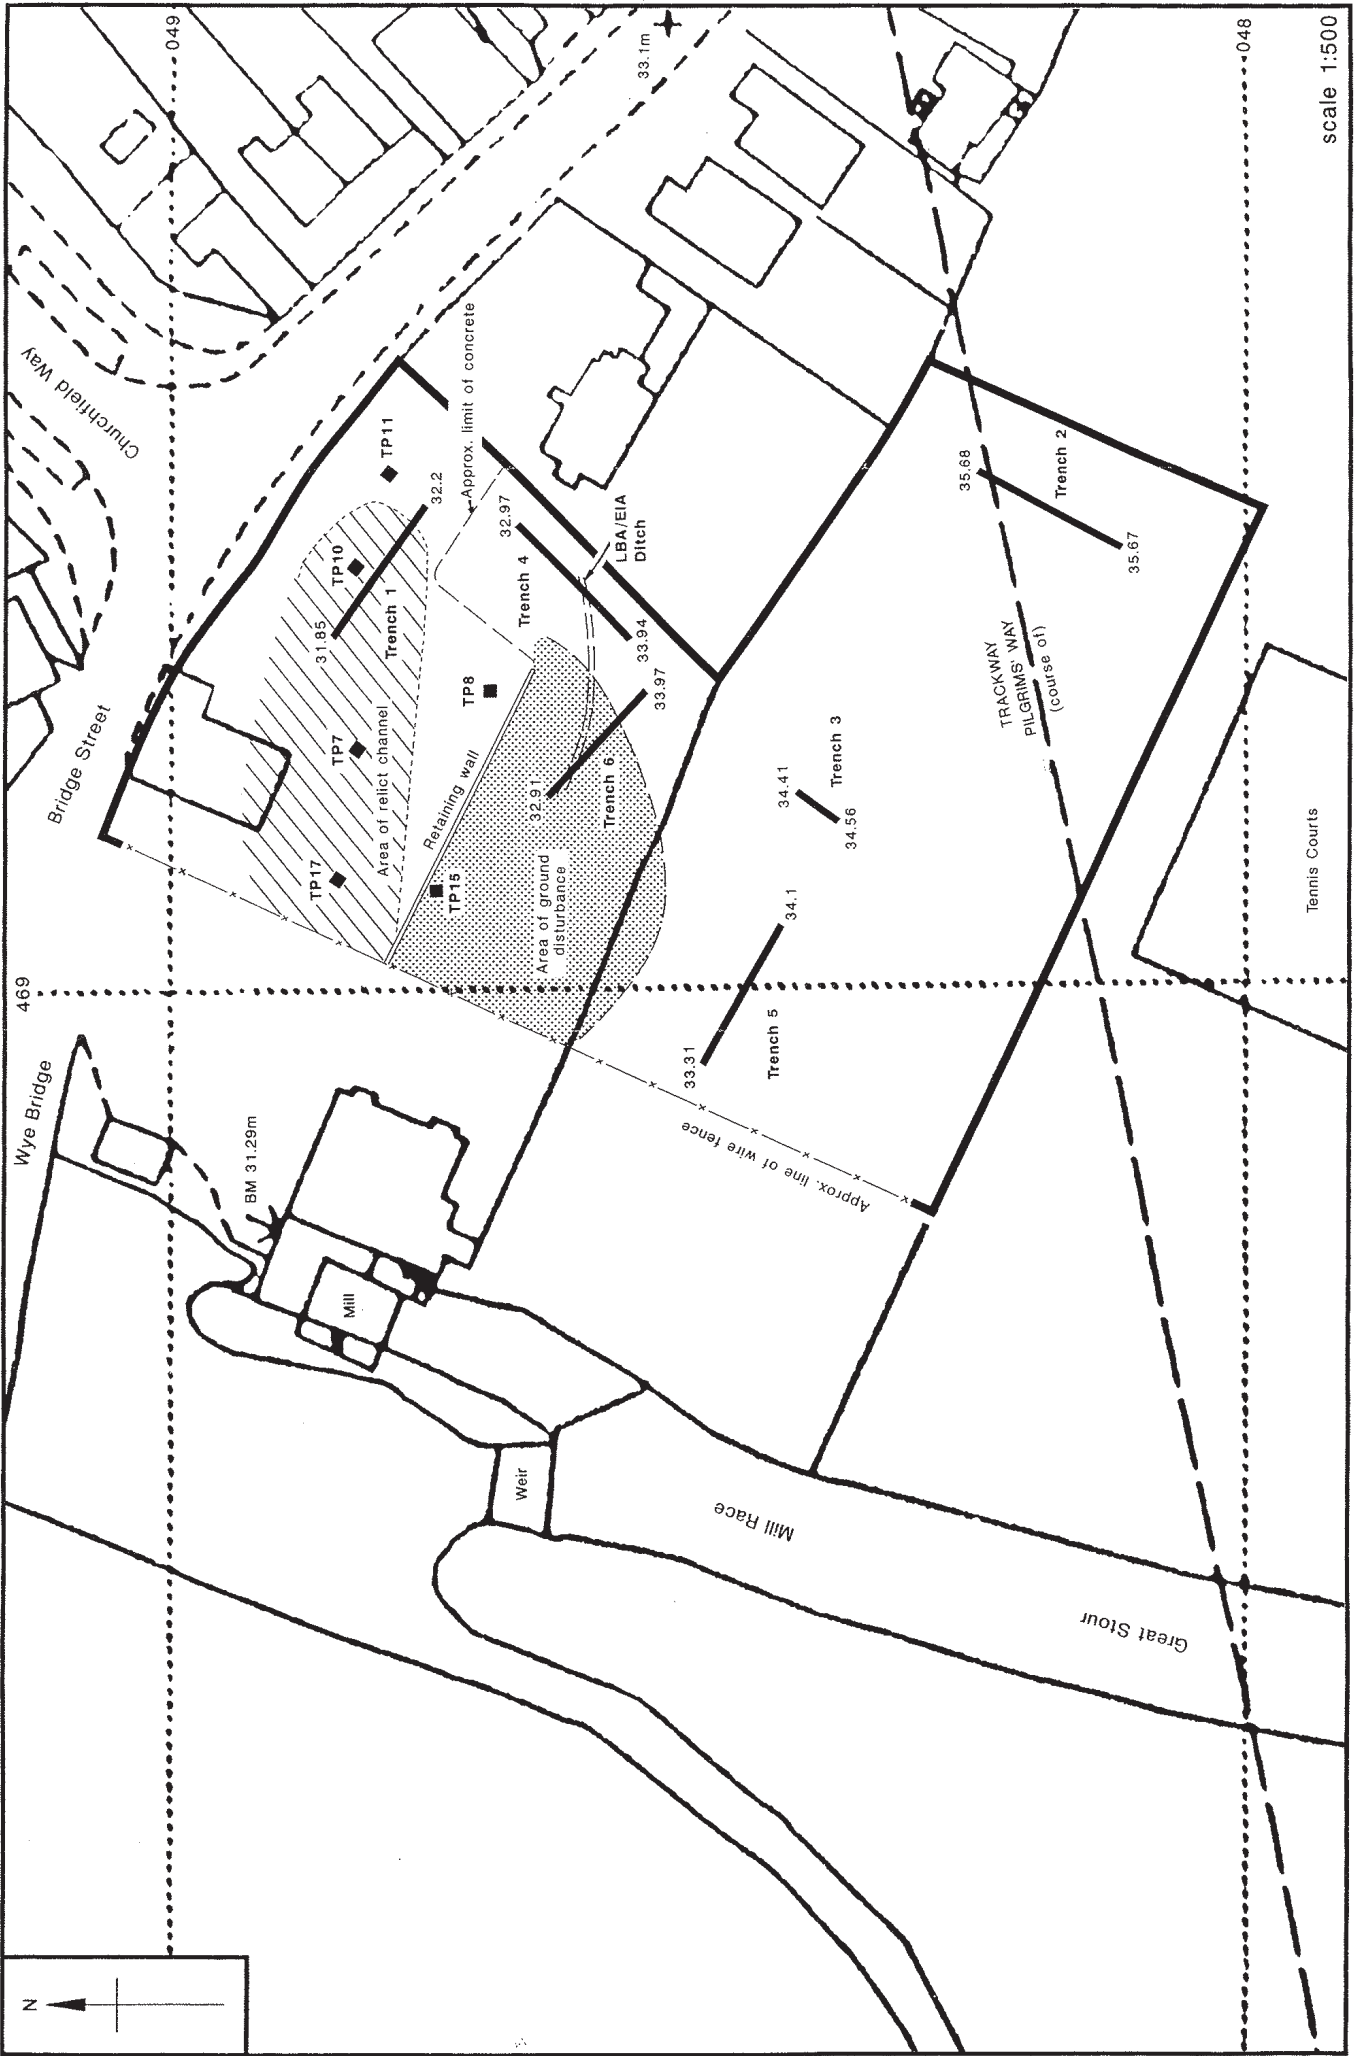 N
469
049
048
Wye Bridge
Bridge Street
Churchfield Way
33.1m
BM 31.29m
Mill
Weir
Mill Race
Great Stour
TP17
TP7
TP10
TP11
TP8
TP15
Area of relict channel
Retaining wall
31.85
Trench 1
32.2
Approx. limit of concrete
32.97
Trench 4
33.94
LBA/EIA
Ditch
33.97
32.91
Trench 6
Area of ground
disturbance
33.31
Trench 5
34.1
34.41
Trench 3
34.56
35.68
Trench 2
35.67
Approx. line of wire fence
TRACKWAY
PILGRIMS' WAY
(course of)
Tennis Courts
scale 1:500